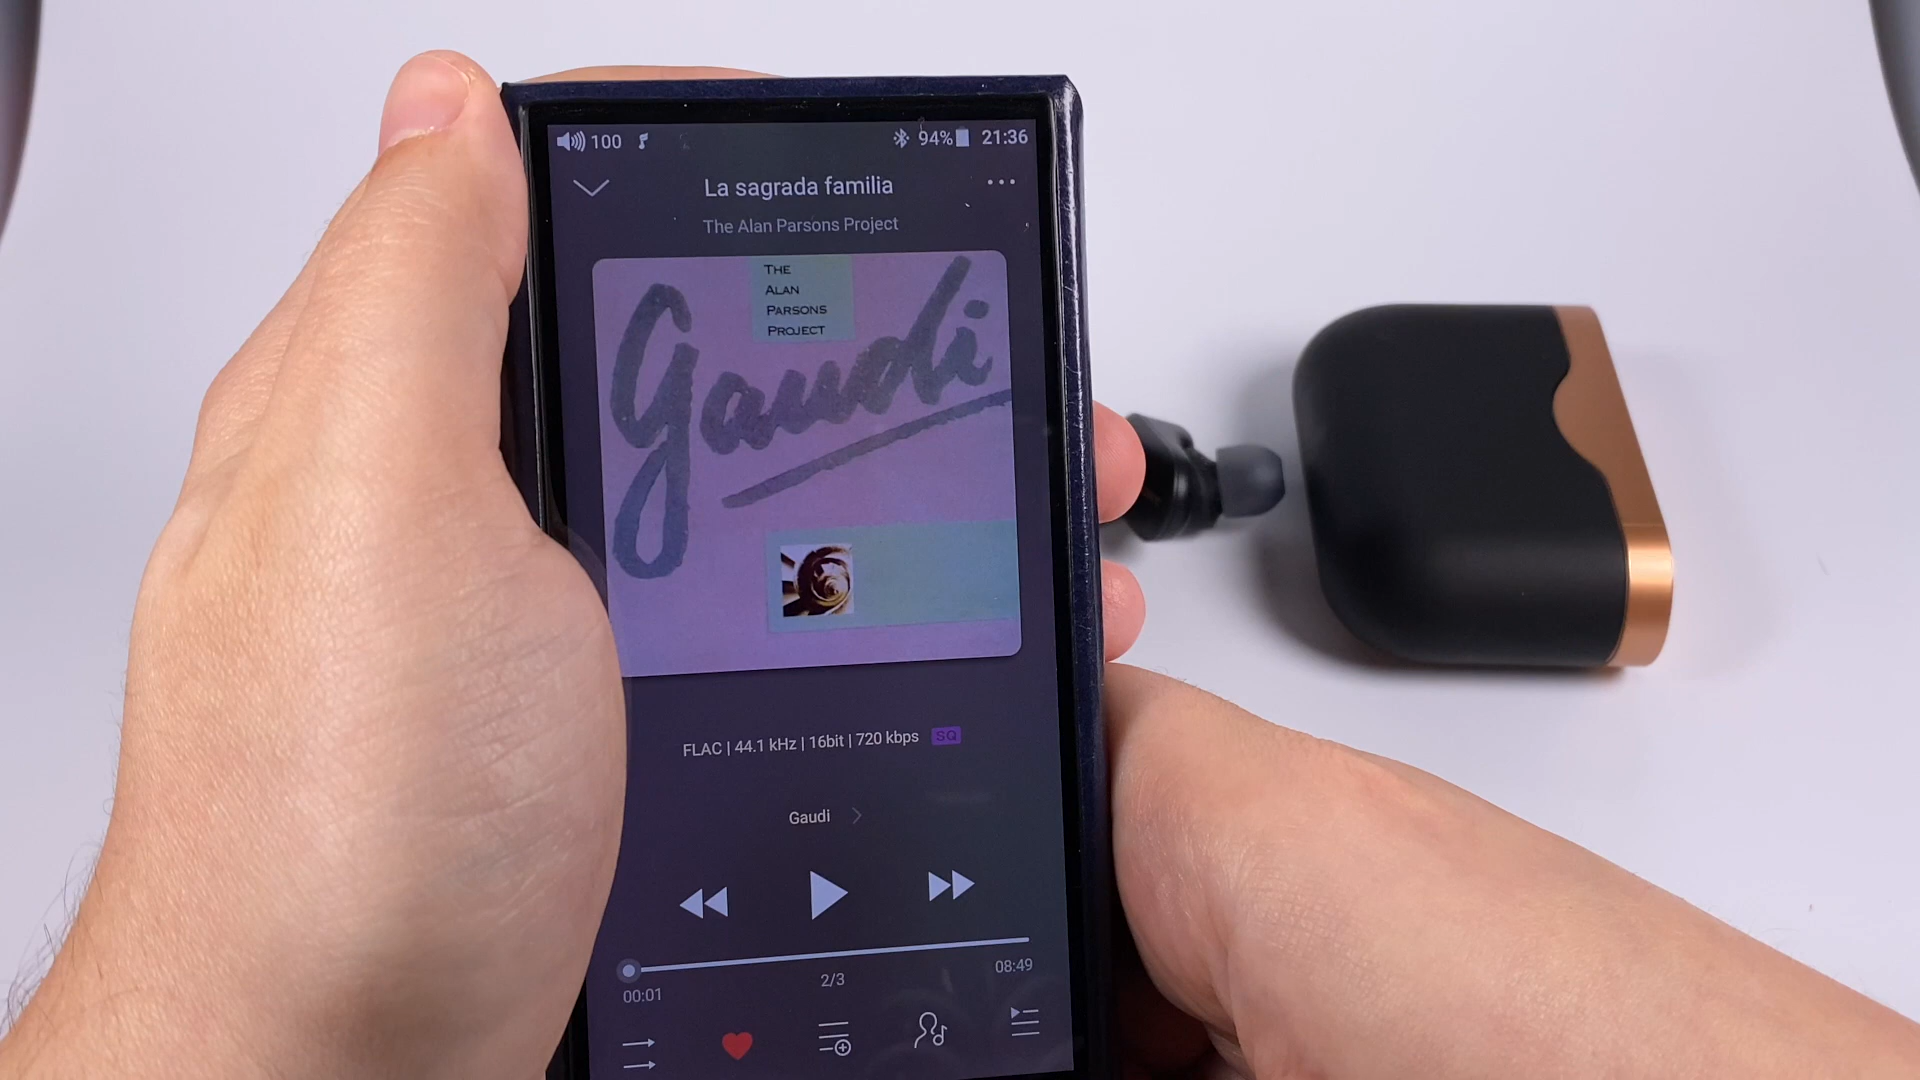 100 94% 21:36
La sagrada familia
The Alan Parsons Project
THE
ALAN
PARSONS
PROJECT
gaudi
FLAC | 44.1 kHz | 16bit | 720 kbps SQ
Gaudi
00:01 2/3 08:49